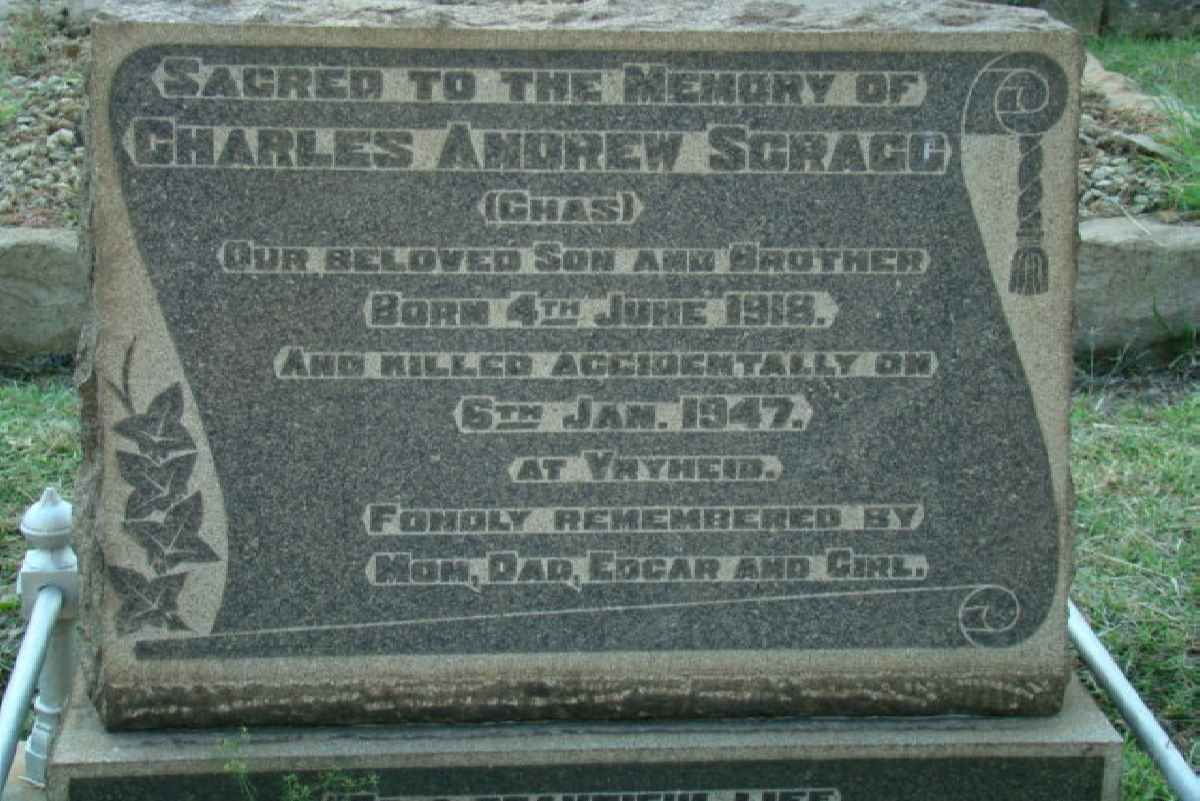 SACRED TO THE MEMORY OF
CHARLES ANDREW SCRAGG
(CHAS)
OUR BELOVED SON AND BROTHER
BORN 4TH JUNE 1918.
AND KILLED ACCIDENTALLY ON
6TH JAN. 1947.
AT VRYHEID.
FONDLY REMEMBERED BY
MOM, DAD, EDGAR AND GIRL.
LIFE